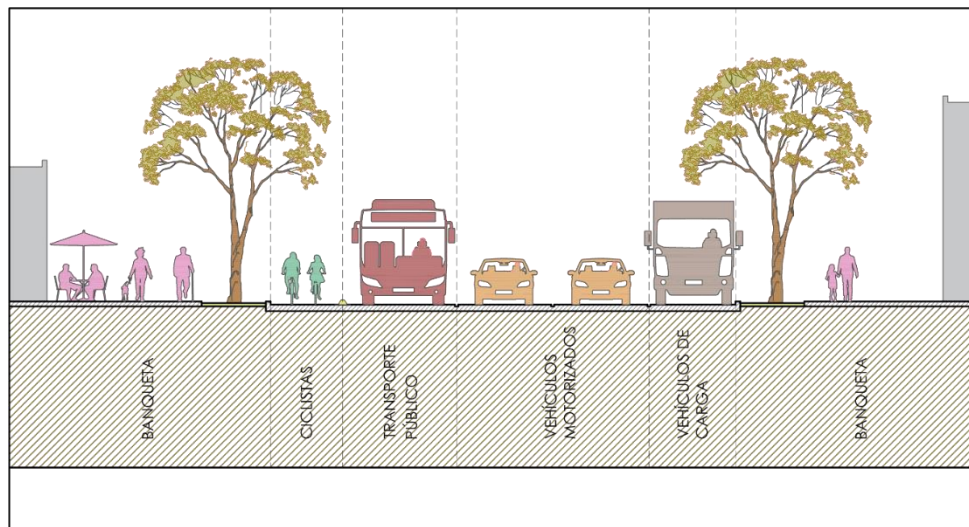 BANQUETA
CICLISTAS
TRANSPORTE
PÚBLICO
VEHÍCULOS
MOTORIZADOS
VEHÍCULOS DE
CARGA
BANQUETA